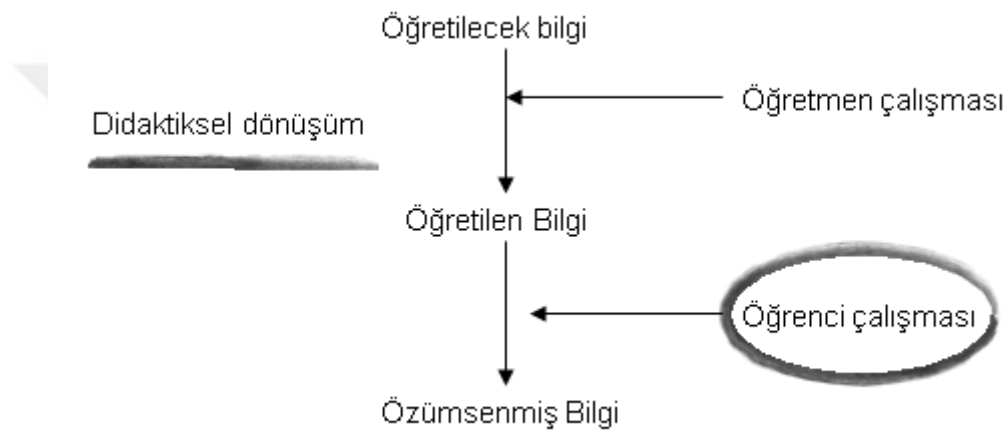 Öğretilecek bilgi
Öğretmen çalışması
Didaktiksel dönüşüm
Öğretilen Bilgi
Öğrenci çalışması
Özümsenmiş Bilgi